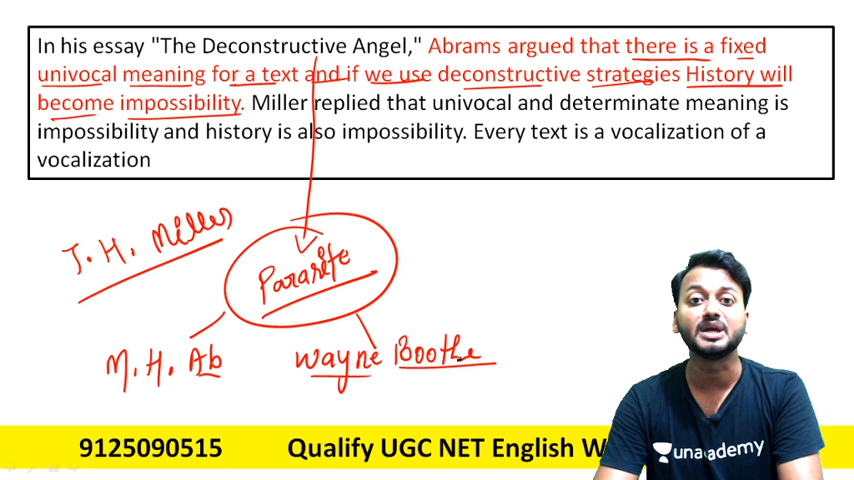 In his essay "The Deconstructive Angel," Abrams argued that there is a fixed
univocal meaning for a text and if we use deconstructive strategies History will
become impossibility. Miller replied that univocal and determinate meaning is
impossibility and history is also impossibility. Every text is a vocalization of a
vocalization
J. H. Miller
Parasite
M. H. Ab
Wayne Boothe
9125090515
Qualify UGC NET English W
unacademy